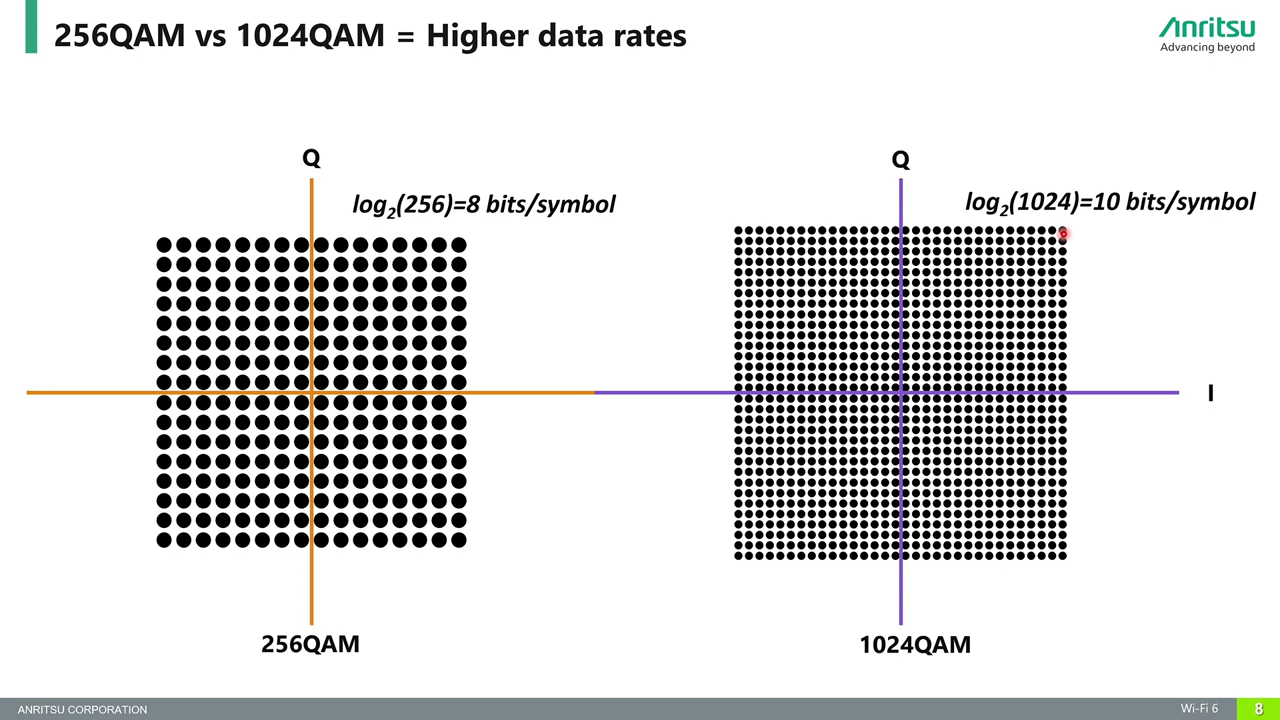 256QAM vs 1024QAM = Higher data rates
Anritsu
Advancing beyond
Q
log2(256)=8 bits/symbol
Q
log2(1024)=10 bits/symbol
I
256QAM
1024QAM
ANRITSU CORPORATION
Wi-Fi 6
8